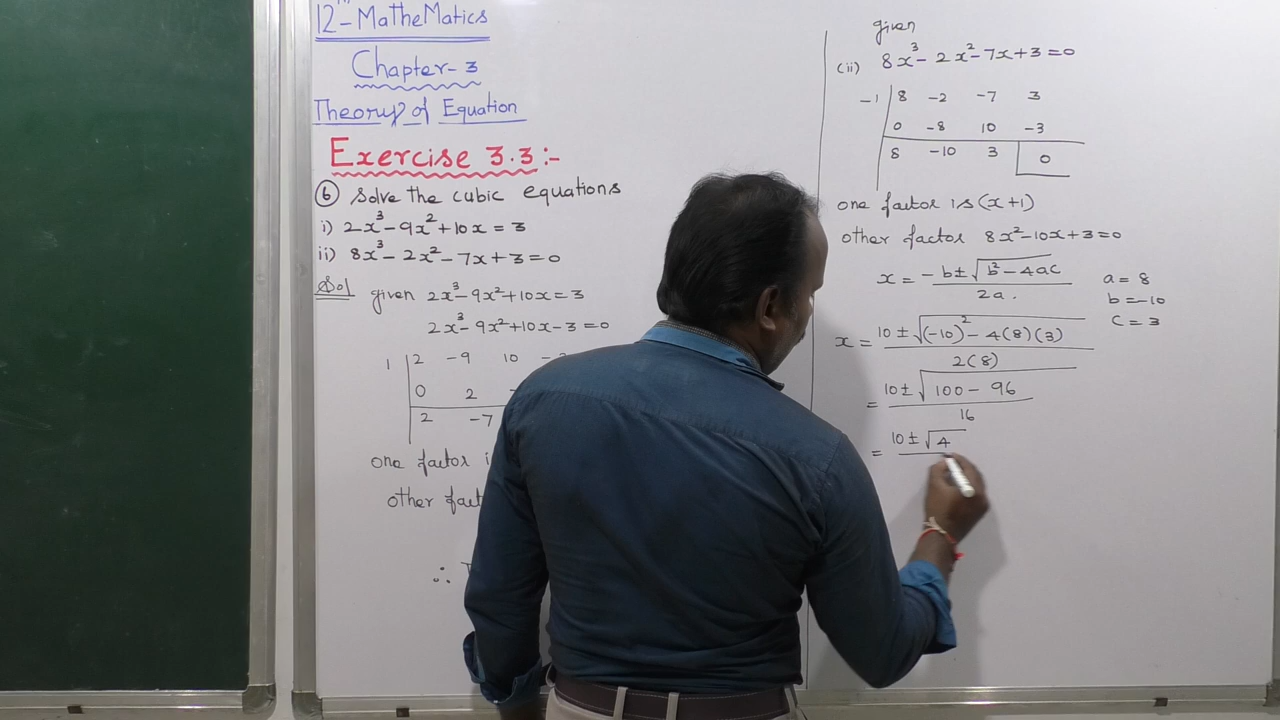 12th - MatheMatics
Chapter - 3
Theory of Equation
Exercise 3.3 :-
⑥ Solve the cubic equations
i) 2x³ - 9x² + 10x = 3
ii) 8x³ - 2x² - 7x + 3 = 0
Sol given 2x³ - 9x² + 10x = 3
2x³ - 9x² + 10x - 3 = 0
1 | 2 -9 10
0 2
2 -7
one factor
other
∴
given
(ii) 8x³ - 2x² - 7x + 3 = 0
-1 | 8 -2 -7 3
0 -8 10 -3
8 -10 3 | 0
one factor is (x+1)
other factor 8x² - 10x + 3 = 0
x = -b ± √b² - 4ac / 2a.
a = 8
b = -10
c = 3
x = 10 ± √(-10)² - 4(8)(3) / 2(8)
= 10 ± √100 - 96 / 16
= 10 ± √4